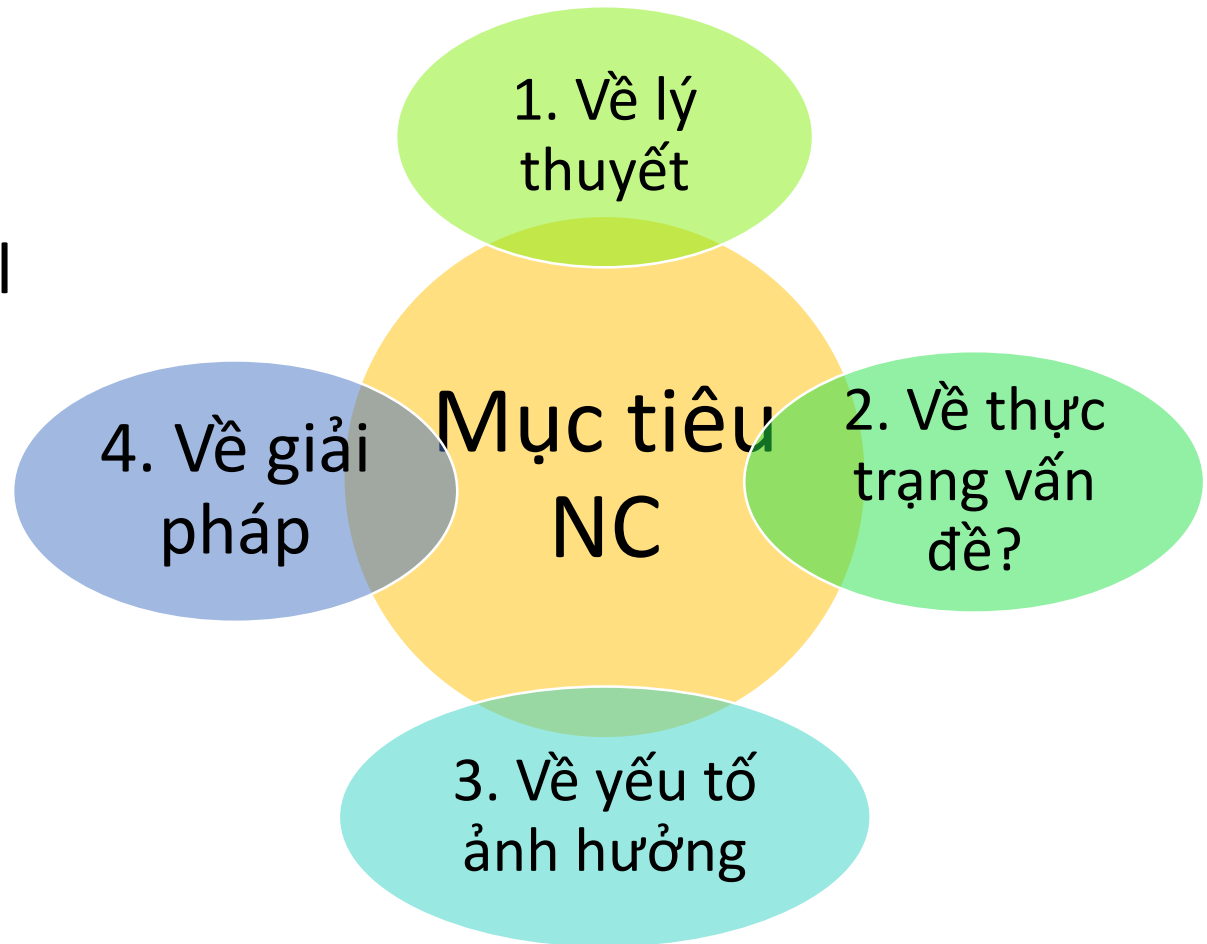 1. Về lý
thuyết
l
Mục tiêu
NC
2. Về thực
trạng vấn
đề?
3. Về yếu tố
ảnh hưởng
4. Về giải
pháp